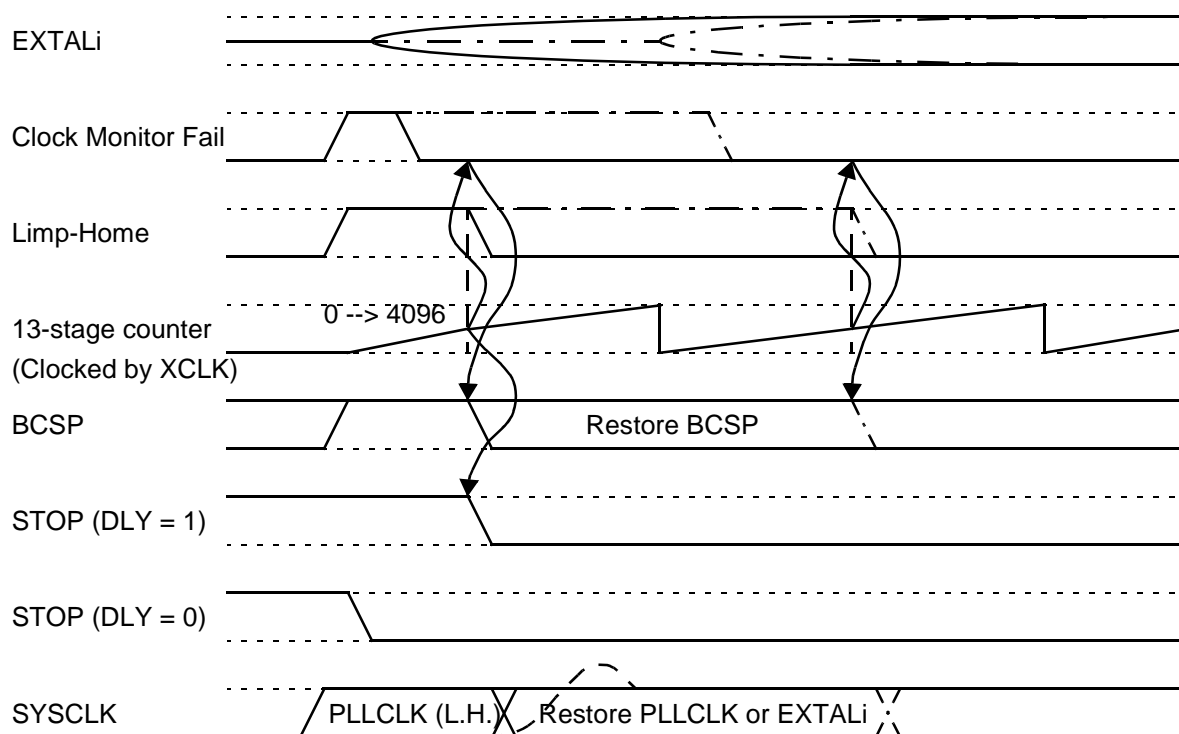 EXTALi
Clock Monitor Fail
Limp-Home
0 --> 4096
13-stage counter
(Clocked by XCLK)
BCSP
Restore BCSP
STOP (DLY = 1)
STOP (DLY = 0)
SYSCLK
PLLCLK (L.H.)
Restore PLLCLK or EXTALi